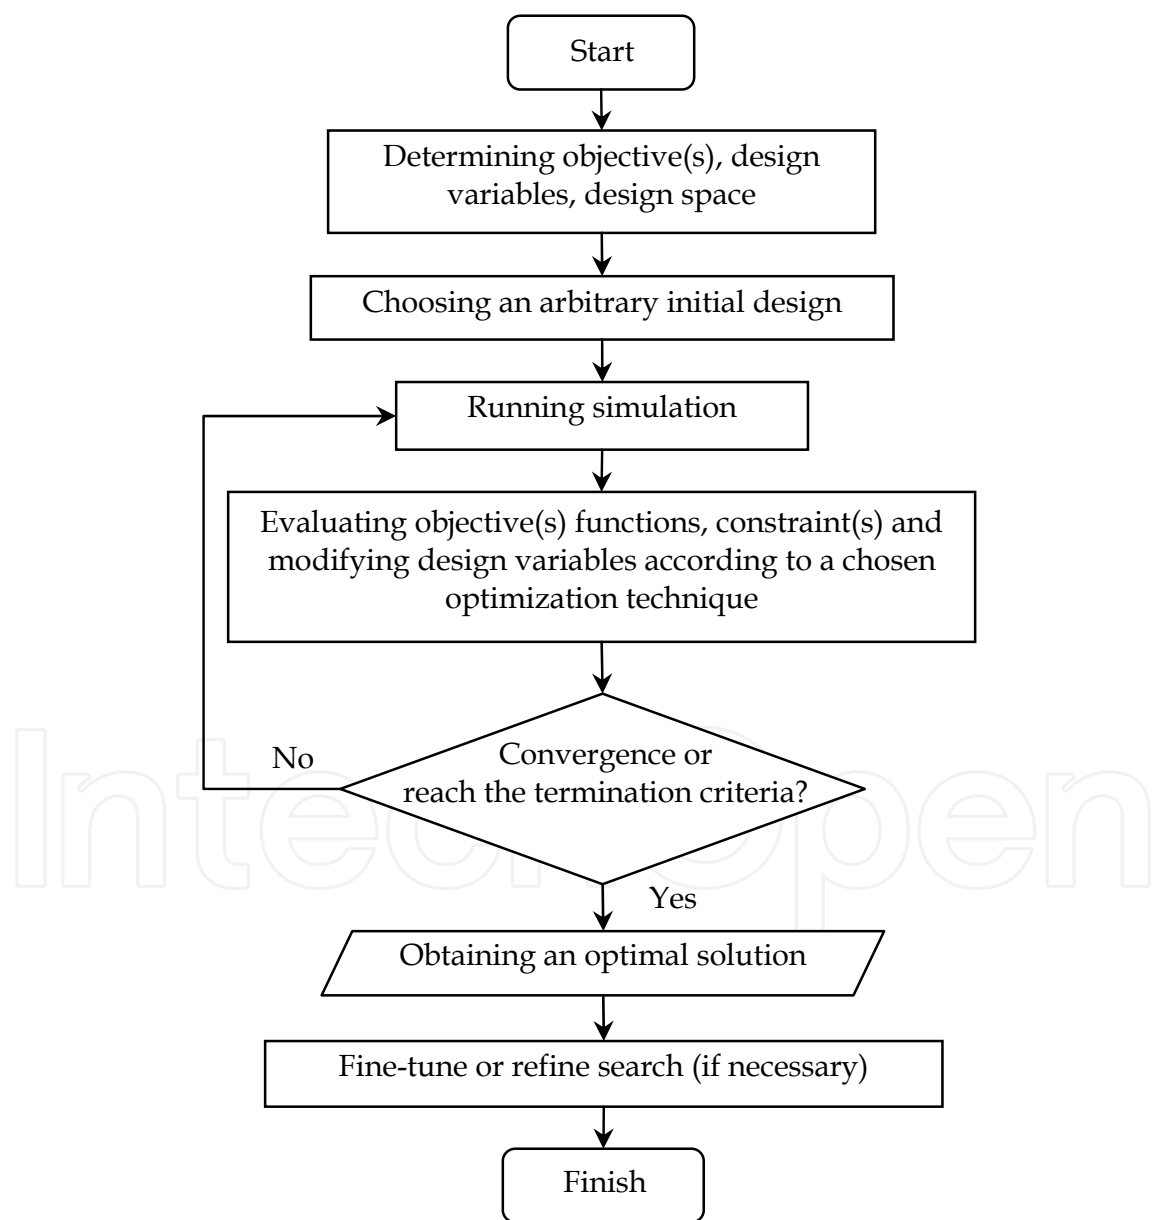 Start
Determining objective(s), design
variables, design space
Choosing an arbitrary initial design
Running simulation
Evaluating objective(s) functions, constraint(s) and
modifying design variables according to a chosen
optimization technique
Convergence or
reach the termination criteria?
No
Yes
Obtaining an optimal solution
Fine-tune or refine search (if necessary)
Finish
IntechOpen